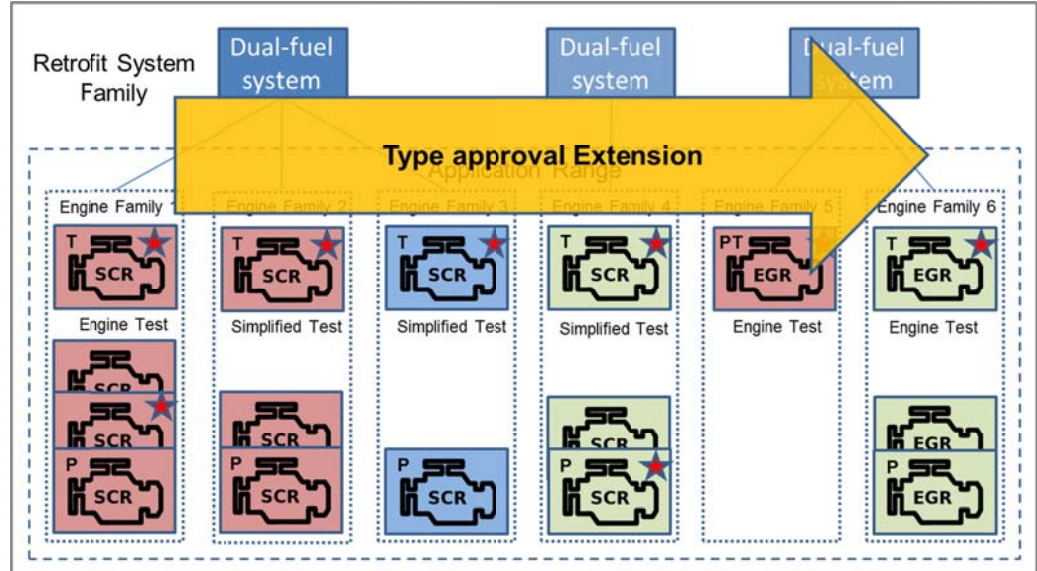 Dual-fuel
system
Dual-fuel
system
Dual-fuel
system
Retrofit System
Family
Type approval Extension
Application Range
Engine Family 1
Engine Family 2
Engine Family 3
Engine Family 4
Engine Family 5
Engine Family 6
T
SCR
T
SCR
T
SCR
T
SCR
PT
EGR
T
EGR
Engine Test
Simplified Test
Simplified Test
Simplified Test
Engine Test
Engine Test
SCR
SCR
SCR
SCR
EGR
P
SCR
P
SCR
P
SCR
P
SCR
P
EGR